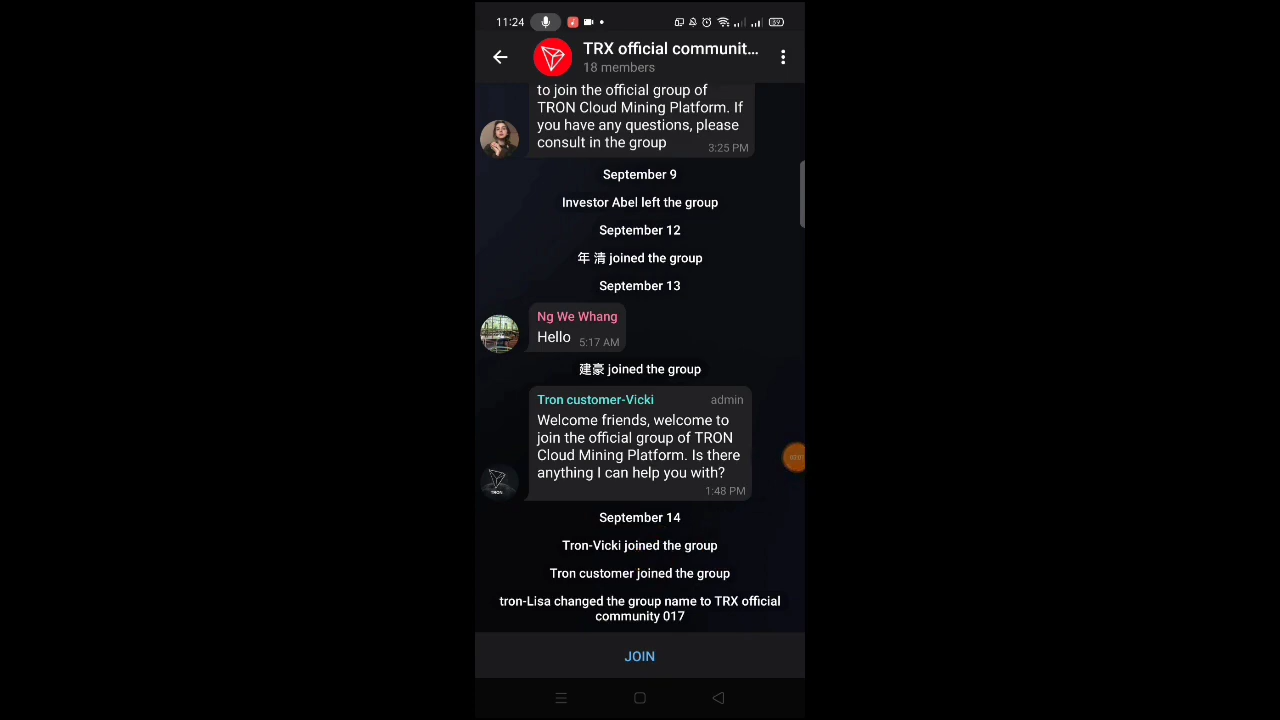 11:24
59
TRX official communit...
18 members
to join the official group of
TRON Cloud Mining Platform. If
you have any questions, please
consult in the group
3:25 PM
September 9
Investor Abel left the group
September 12
年 清 joined the group
September 13
Ng We Whang
Hello
5:17 AM
建豪 joined the group
Tron customer-Vicki
admin
Welcome friends, welcome to
join the official group of TRON
Cloud Mining Platform. Is there
anything I can help you with?
1:48 PM
TRON
September 14
Tron-Vicki joined the group
Tron customer joined the group
tron-Lisa changed the group name to TRX official
community 017
JOIN